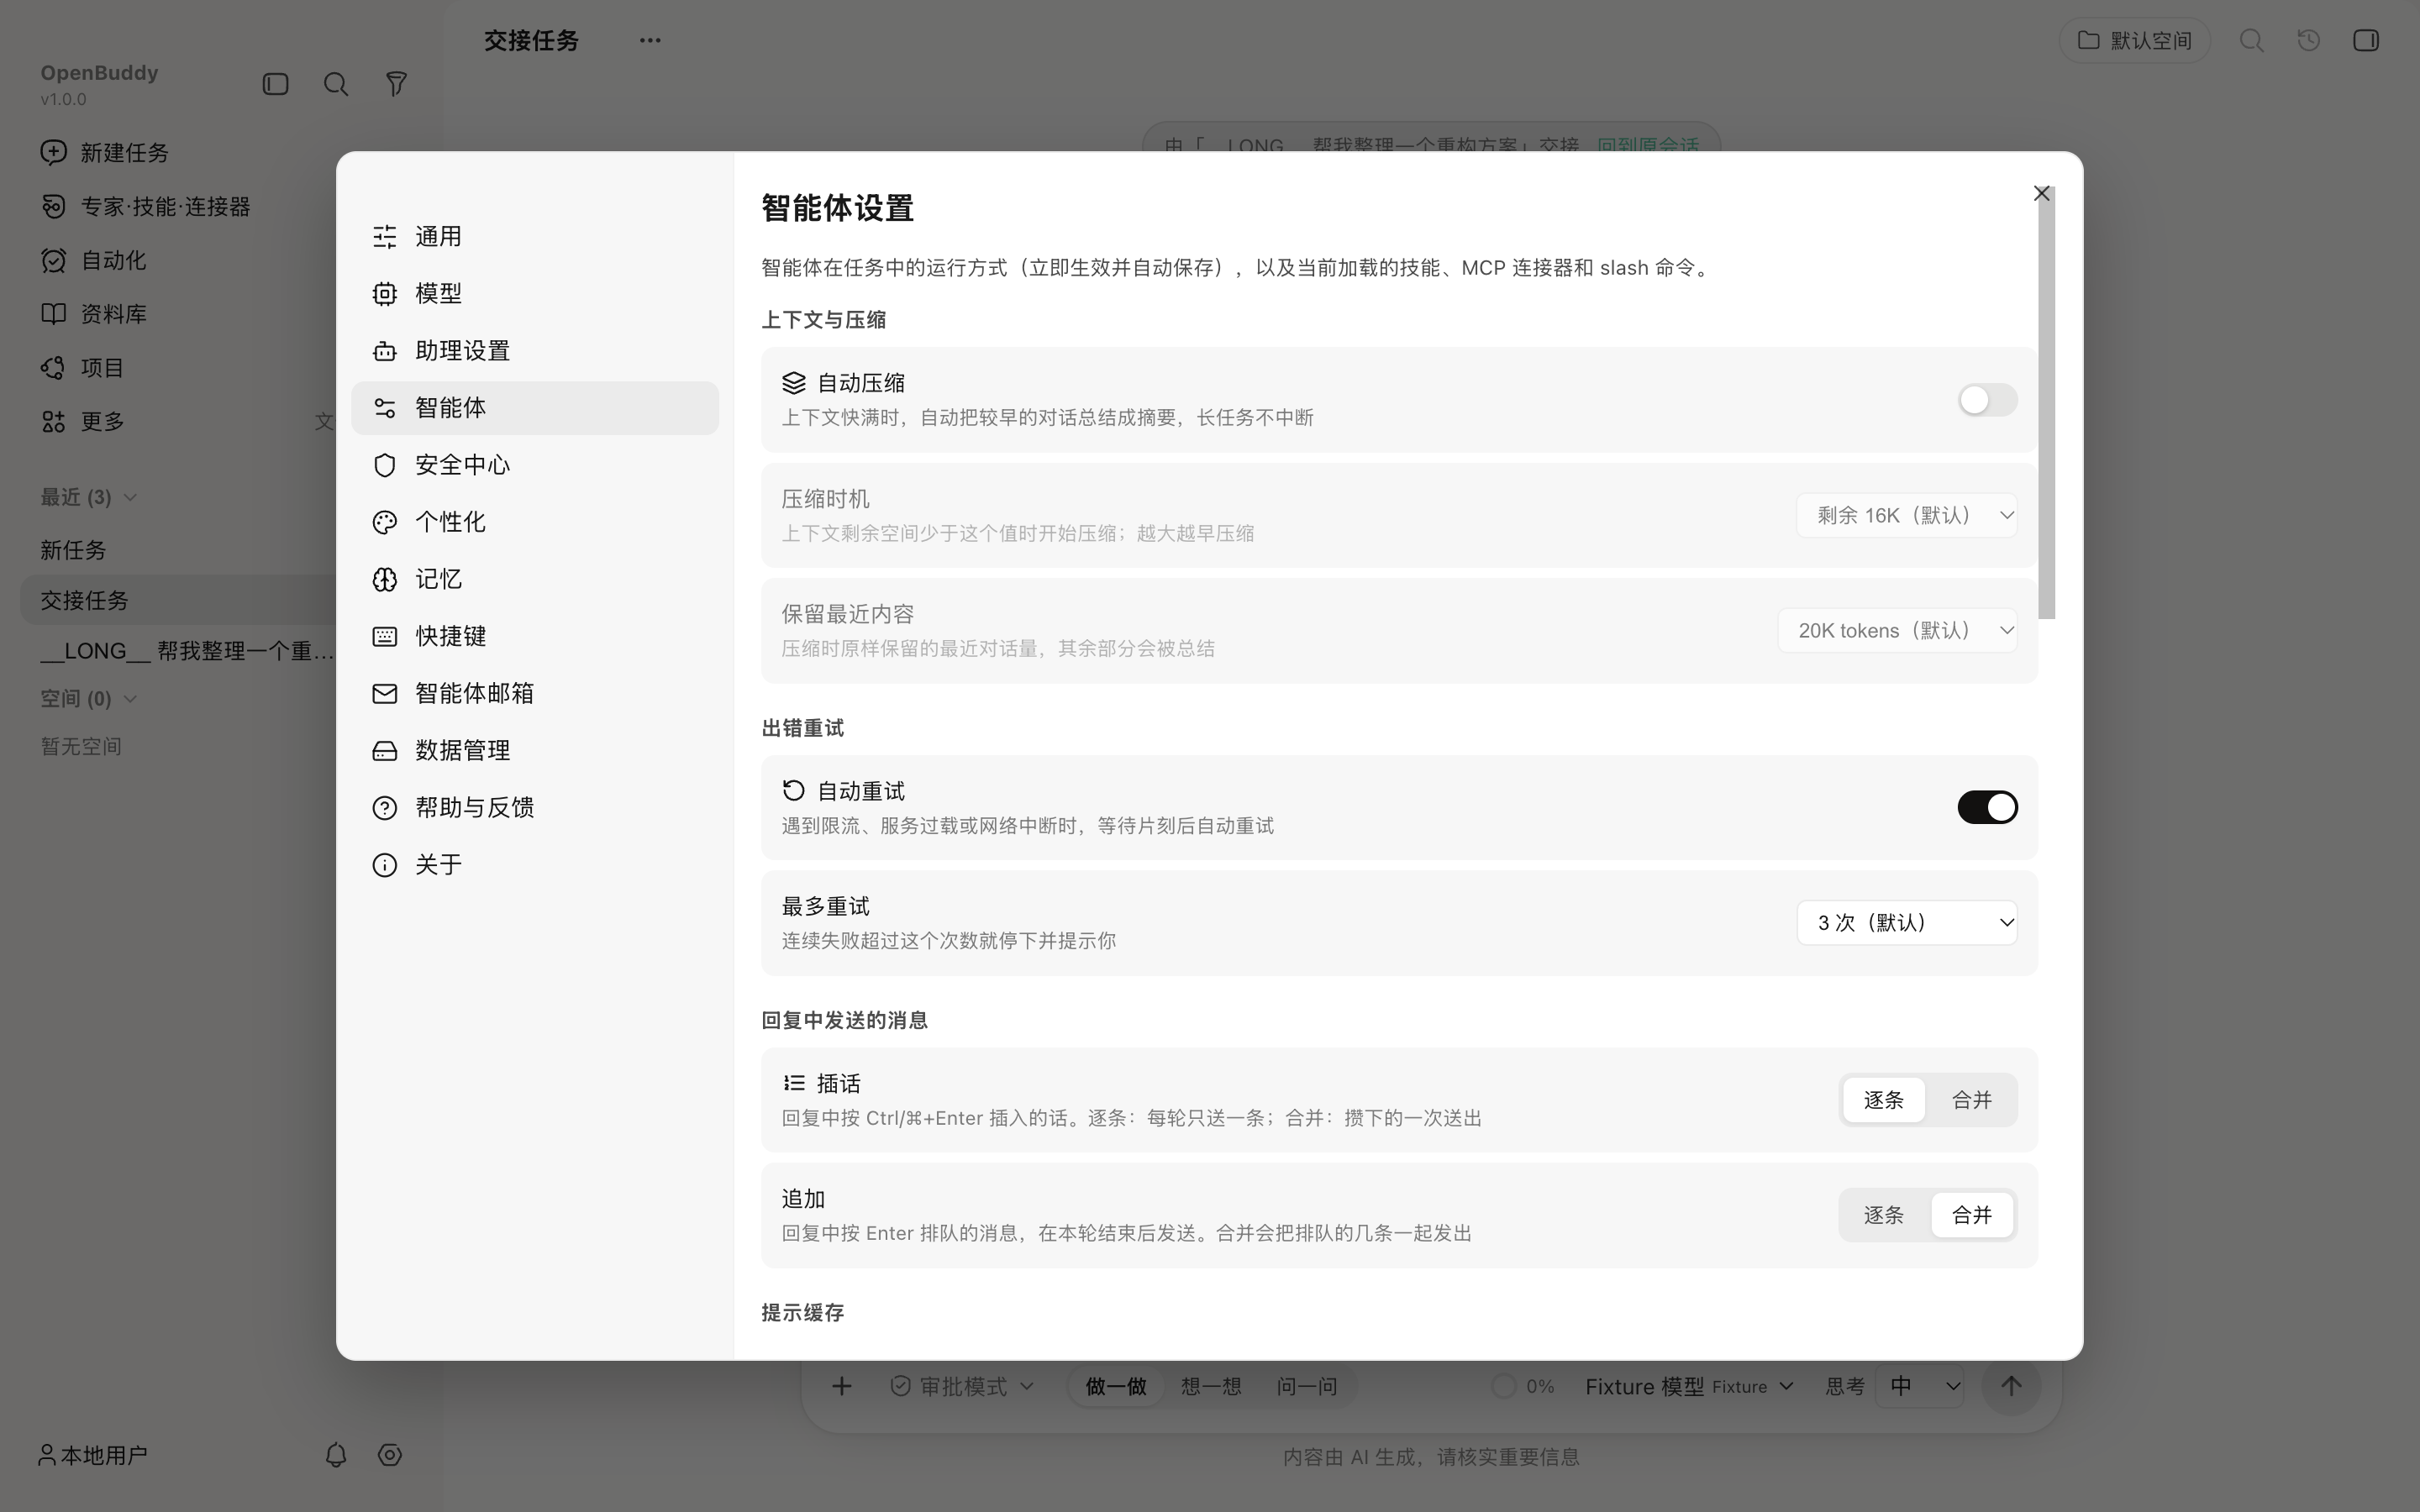 OpenBuddy
v1.0.0
新建任务
专家·技能·连接器
自动化
资料库
项目
更多
文
最近 (3)
新任务
交接任务
__LONG__ 帮我整理一个重…
空间 (0)
暂无空间
本地用户
交接任务
默认空间
由「__LONG__ 帮我整理一个重构方案」交接 回到原会话
通用
模型
助理设置
智能体
安全中心
个性化
记忆
快捷键
智能体邮箱
数据管理
帮助与反馈
关于
智能体设置
智能体在任务中的运行方式（立即生效并自动保存），以及当前加载的技能、MCP 连接器和 slash 命令。
上下文与压缩
自动压缩
上下文快满时，自动把较早的对话总结成摘要，长任务不中断
压缩时机
上下文剩余空间少于这个值时开始压缩；越大越早压缩
剩余 16K（默认）
保留最近内容
压缩时原样保留的最近对话量，其余部分会被总结
20K tokens（默认）
出错重试
自动重试
遇到限流、服务过载或网络中断时，等待片刻后自动重试
最多重试
连续失败超过这个次数就停下并提示你
3 次（默认）
回复中发送的消息
插话
回复中按 Ctrl/⌘+Enter 插入的话。逐条：每轮只送一条；合并：攒下的一次送出
逐条 合并
追加
回复中按 Enter 排队的消息，在本轮结束后发送。合并会把排队的几条一起发出
逐条 合并
提示缓存
审批模式 做一做 想一想 问一问 0% Fixture 模型 Fixture 思考 中
内容由 AI 生成，请核实重要信息